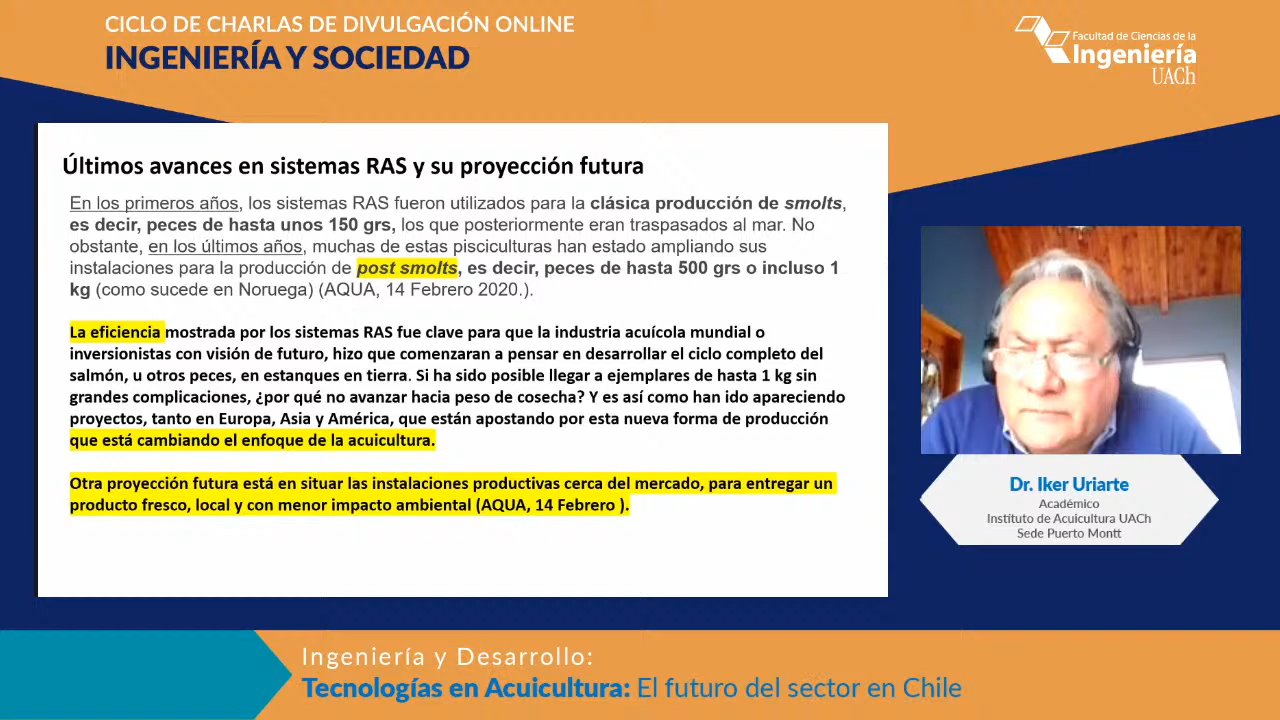 CICLO DE CHARLAS DE DIVULGACIÓN ONLINE
INGENIERÍA Y SOCIEDAD
Facultad de Ciencias de la
Ingeniería
UACh
Últimos avances en sistemas RAS y su proyección futura
En los primeros años, los sistemas RAS fueron utilizados para la clásica producción de smolts,
es decir, peces de hasta unos 150 grs, los que posteriormente eran traspasados al mar. No
obstante, en los últimos años, muchas de estas pisciculturas han estado ampliando sus
instalaciones para la producción de post smolts, es decir, peces de hasta 500 grs o incluso 1
kg (como sucede en Noruega) (AQUA, 14 Febrero 2020.).
La eficiencia mostrada por los sistemas RAS fue clave para que la industria acuícola mundial o
inversionistas con visión de futuro, hizo que comenzaran a pensar en desarrollar el ciclo completo del
salmón, u otros peces, en estanques en tierra. Si ha sido posible llegar a ejemplares de hasta 1 kg sin
grandes complicaciones, ¿por qué no avanzar hacia peso de cosecha? Y es así como han ido apareciendo
proyectos, tanto en Europa, Asia y América, que están apostando por esta nueva forma de producción
que está cambiando el enfoque de la acuicultura.
Otra proyección futura está en situar las instalaciones productivas cerca del mercado, para entregar un
producto fresco, local y con menor impacto ambiental (AQUA, 14 Febrero ).
Dr. Iker Uriarte
Académico
Instituto de Acuicultura UACh
Sede Puerto Montt
Ingeniería y Desarrollo:
Tecnologías en Acuicultura: El futuro del sector en Chile